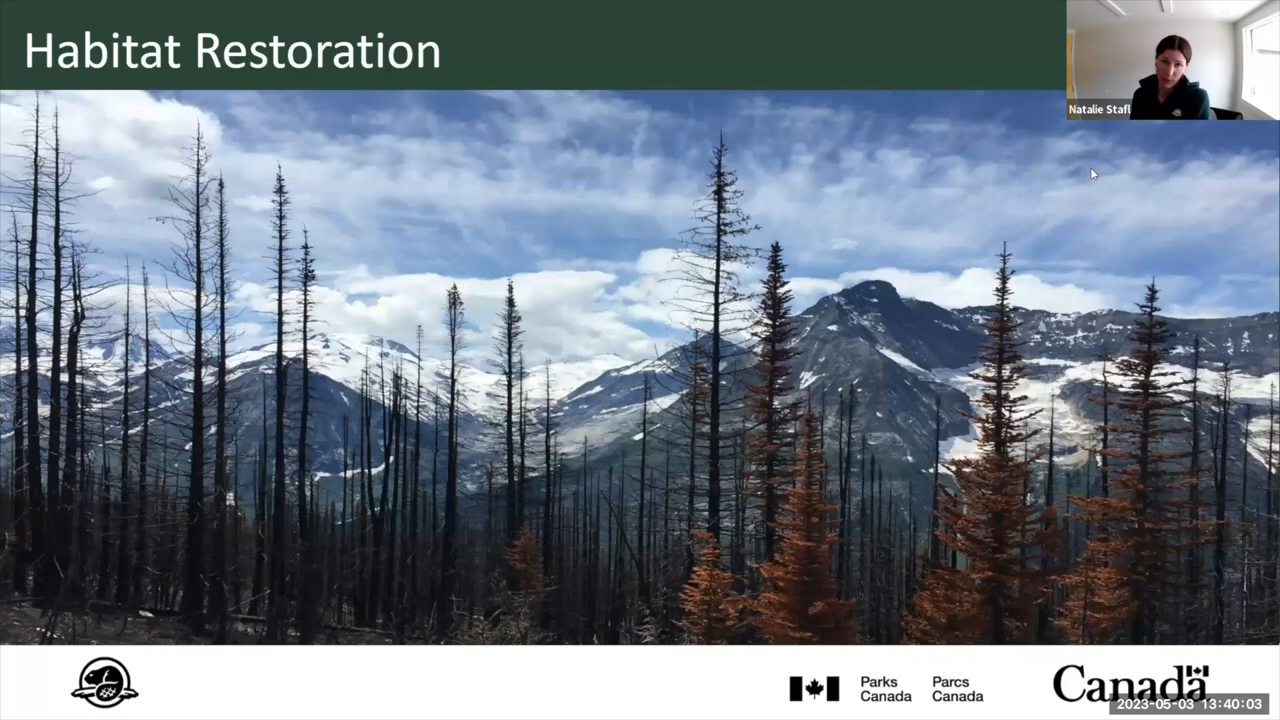 Habitat Restoration
Natalie Stafl
Parks Canada
Parcs Canada
Canada
2023-05-03 13:40:03